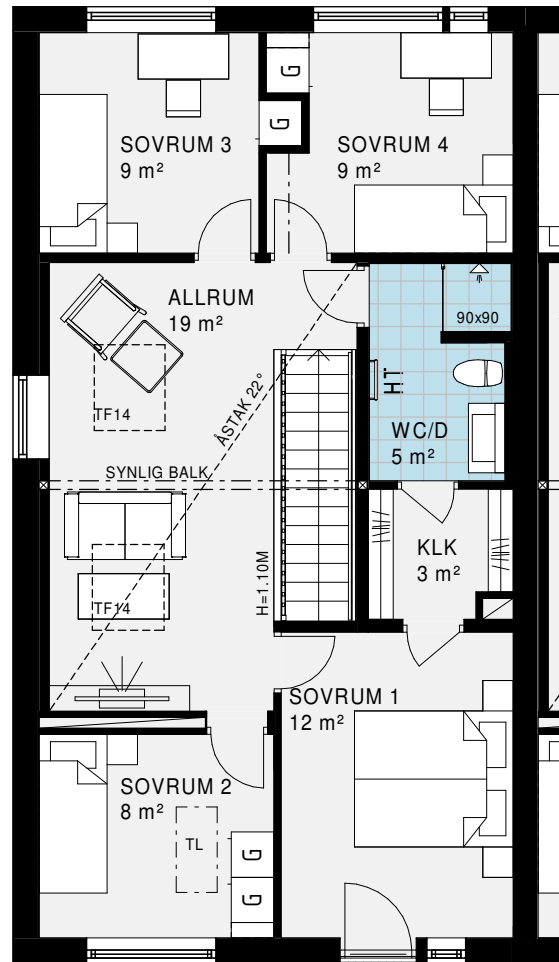 G
G
SOVRUM 3
9 m²
SOVRUM 4
9 m²
ALLRUM
19 m²
90x90
HT
TF14
ÅSTAK 22°
WC/D
5 m²
SYNLIG BALK
KLK
3 m²
H=1.10M
TF14
SOVRUM 1
12 m²
SOVRUM 2
8 m²
TL
G
G